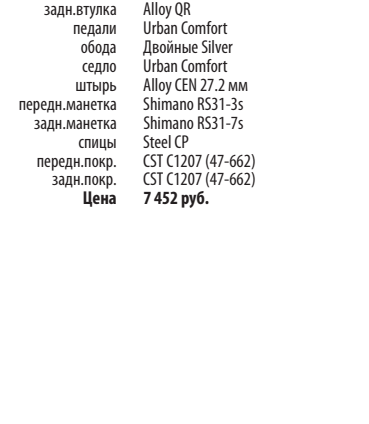 задн.втулка Alloy QR
педали Urban Comfort
обода Двойные Silver
седло Urban Comfort
штырь Alloy CEN 27.2 мм
передн.манетка Shimano RS31-3s
задн.манетка Shimano RS31-7s
спицы Steel CP
передн.покр. CST C1207 (47-662)
задн.покр. CST C1207 (47-662)
Цена 7 452 руб.